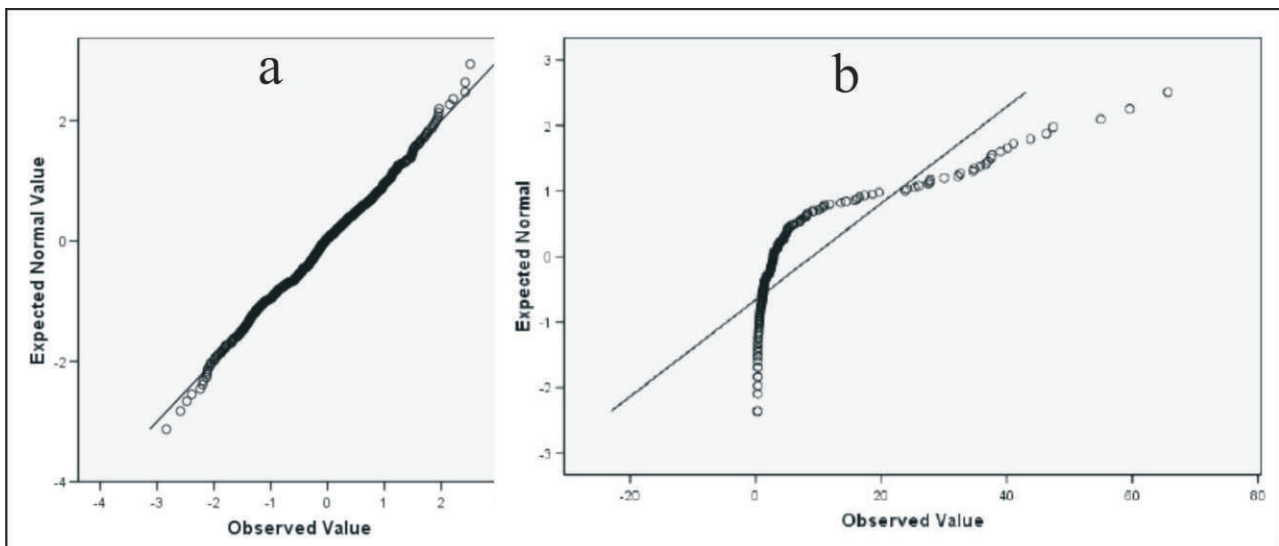 a
Expected Normal Value
2
0
-2
-4
-4 -3 -2 -1 0 1 2
Observed Value
b
Expected Normal
3
2
1
0
-1
-2
-3
-20 0 20 40 60 80
Observed Value